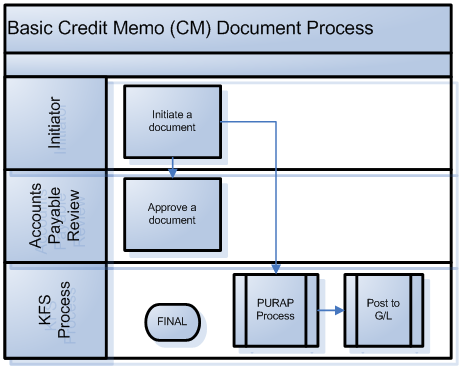 Basic Credit Memo (CM) Document Process
Initiator
Initiate a
document
Accounts
Payable
Review
Approve a
document
KFS
Process
FINAL
PURAP
Process
Post to
G/L